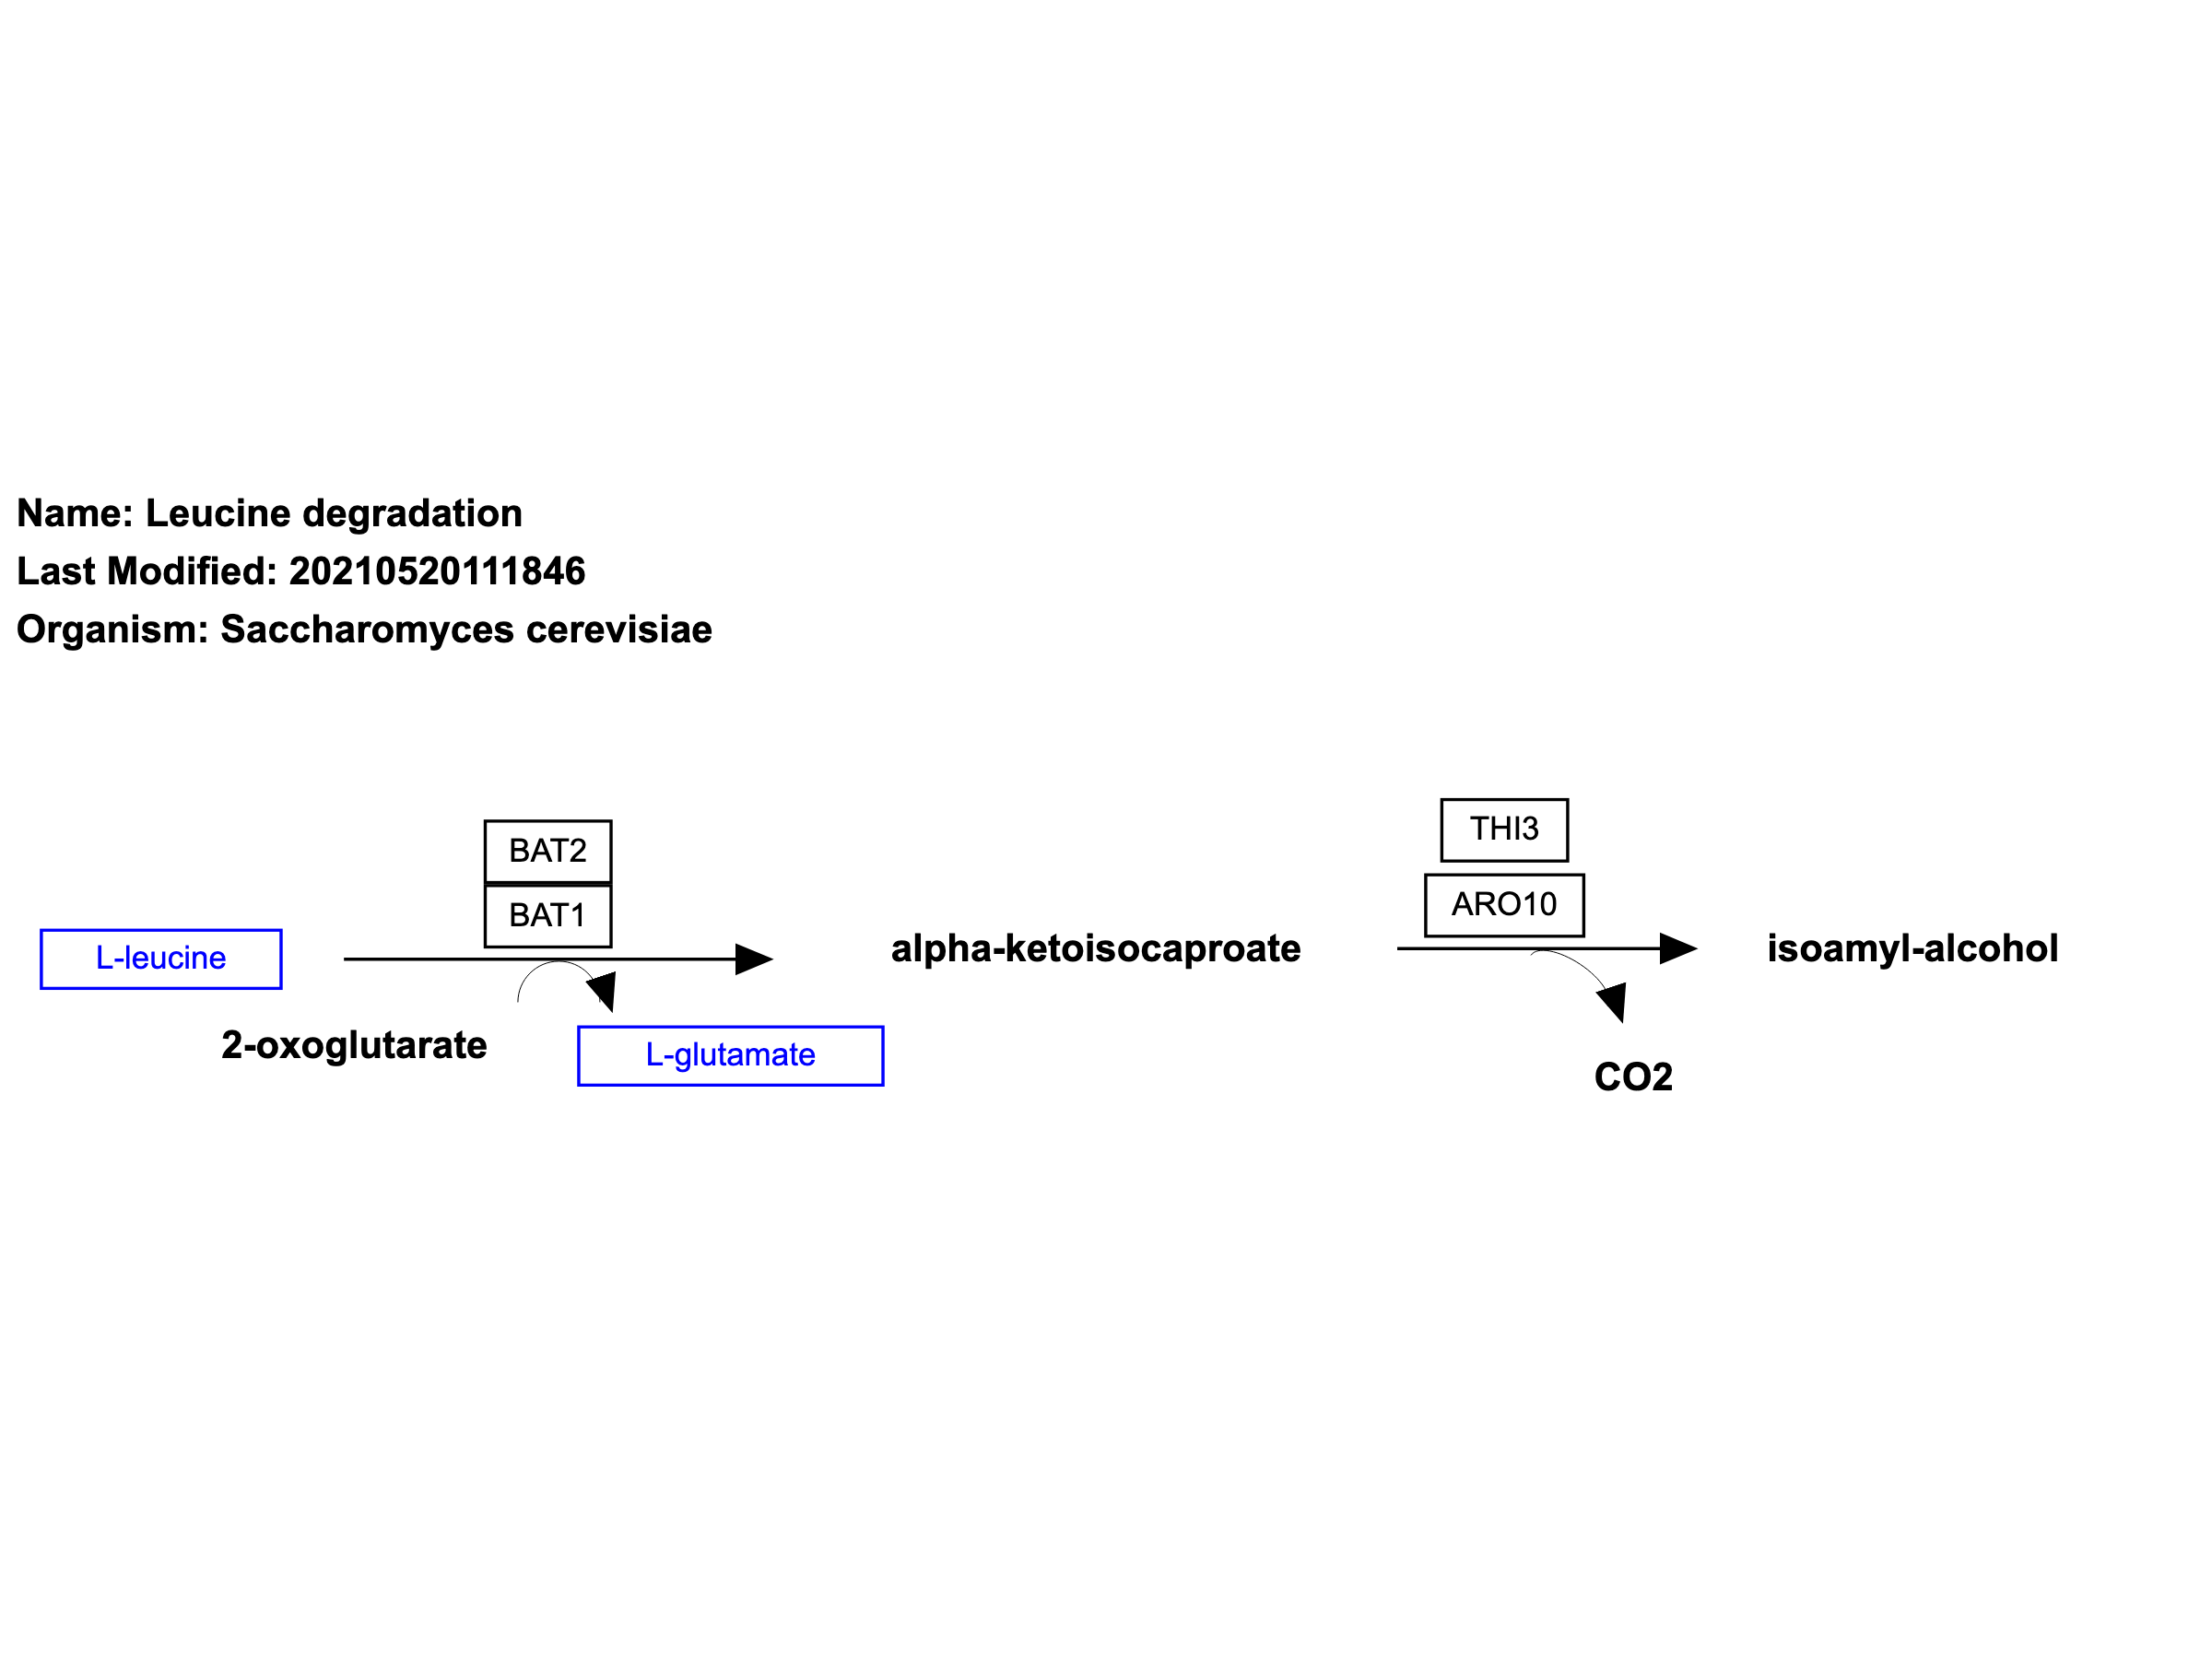 Name: Leucine degradation
Last Modified: 20210520111846
Organism: Saccharomyces cerevisiae
THI3
BAT2
ARO10
BAT1
L-leucine
alpha-ketoisocaproate
isoamyl-alcohol
2-oxoglutarate
L-glutamate
CO2